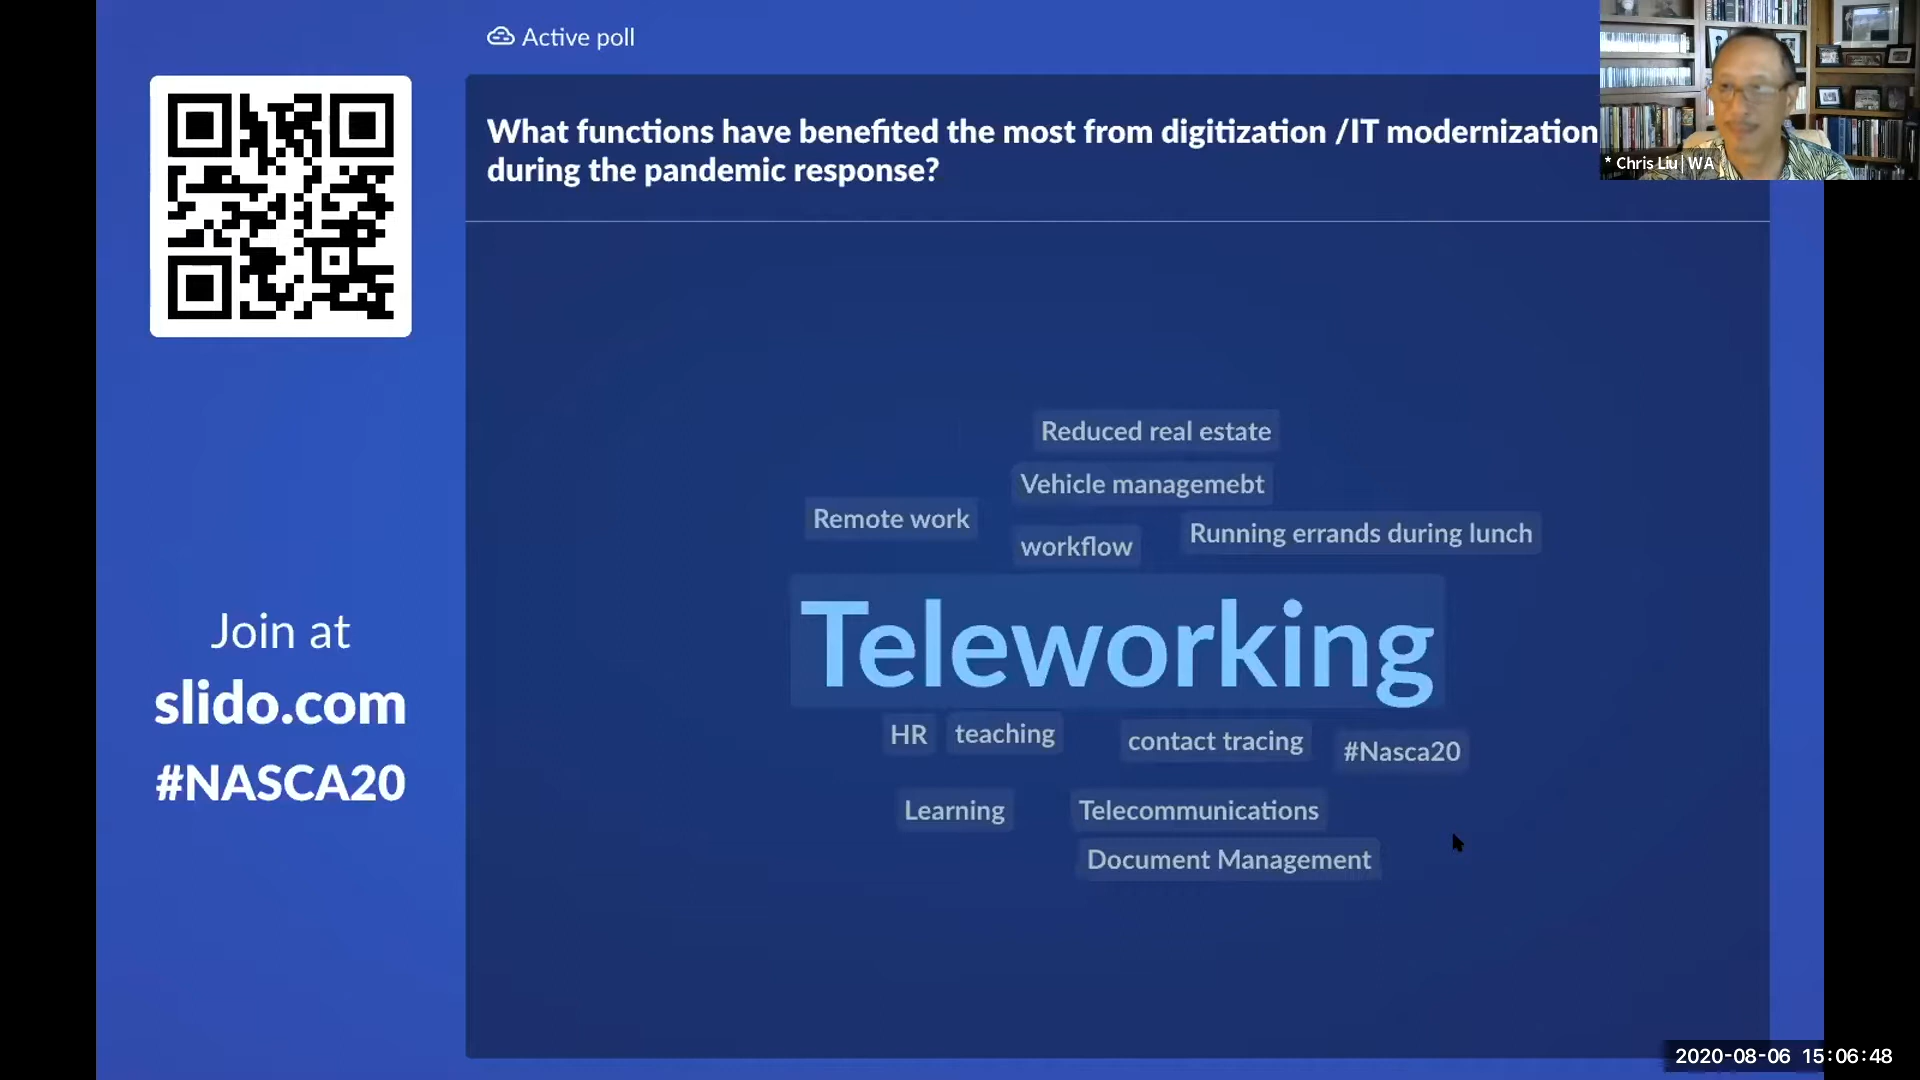 Active poll
What functions have benefited the most from digitization /IT modernization
during the pandemic response?
* Chris Liu | WA
Join at
slido.com
#NASCA20
Reduced real estate
Vehicle managemebt
Remote work
Running errands during lunch
workflow
Teleworking
HR
teaching
contact tracing
#Nasca20
Learning
Telecommunications
Document Management
2020-08-06 15:06:48